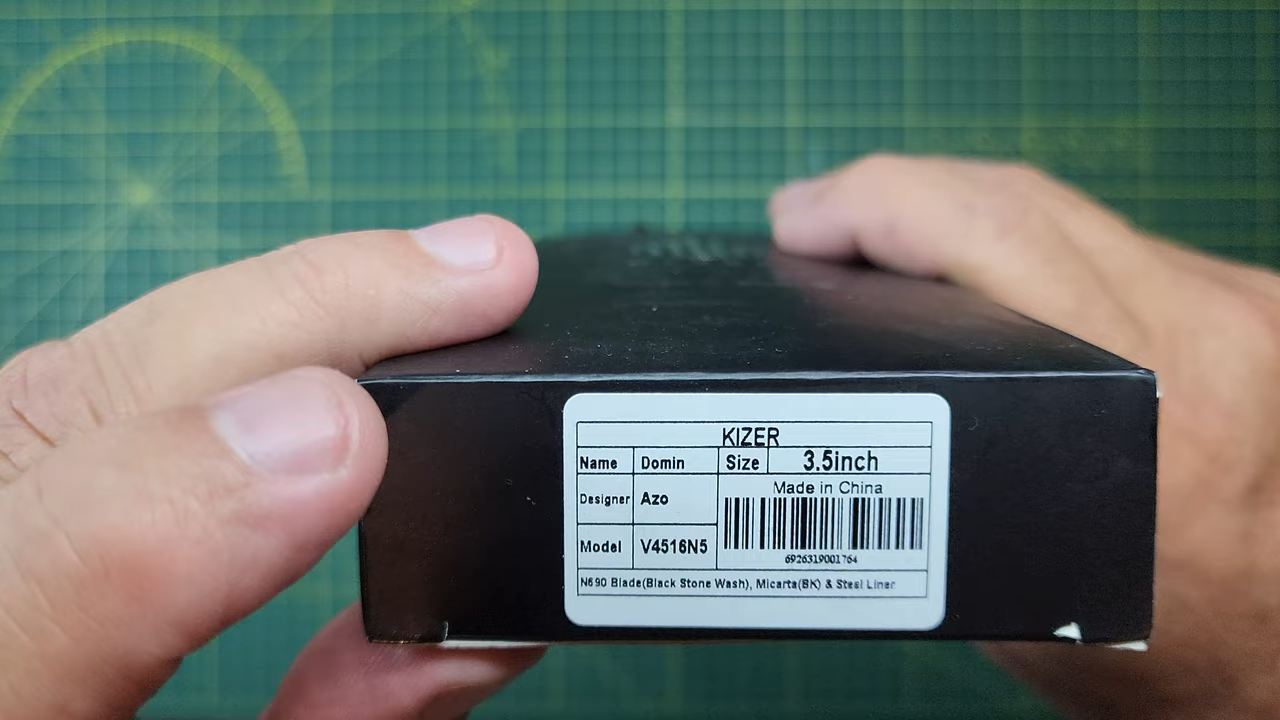 KIZER
Name Domin Size 3.5inch
Designer Azo
Made in China
Model V4516N5
6926319001764
N690 Blade(Black Stone Wash), Micarta(BK) & Steel Liner